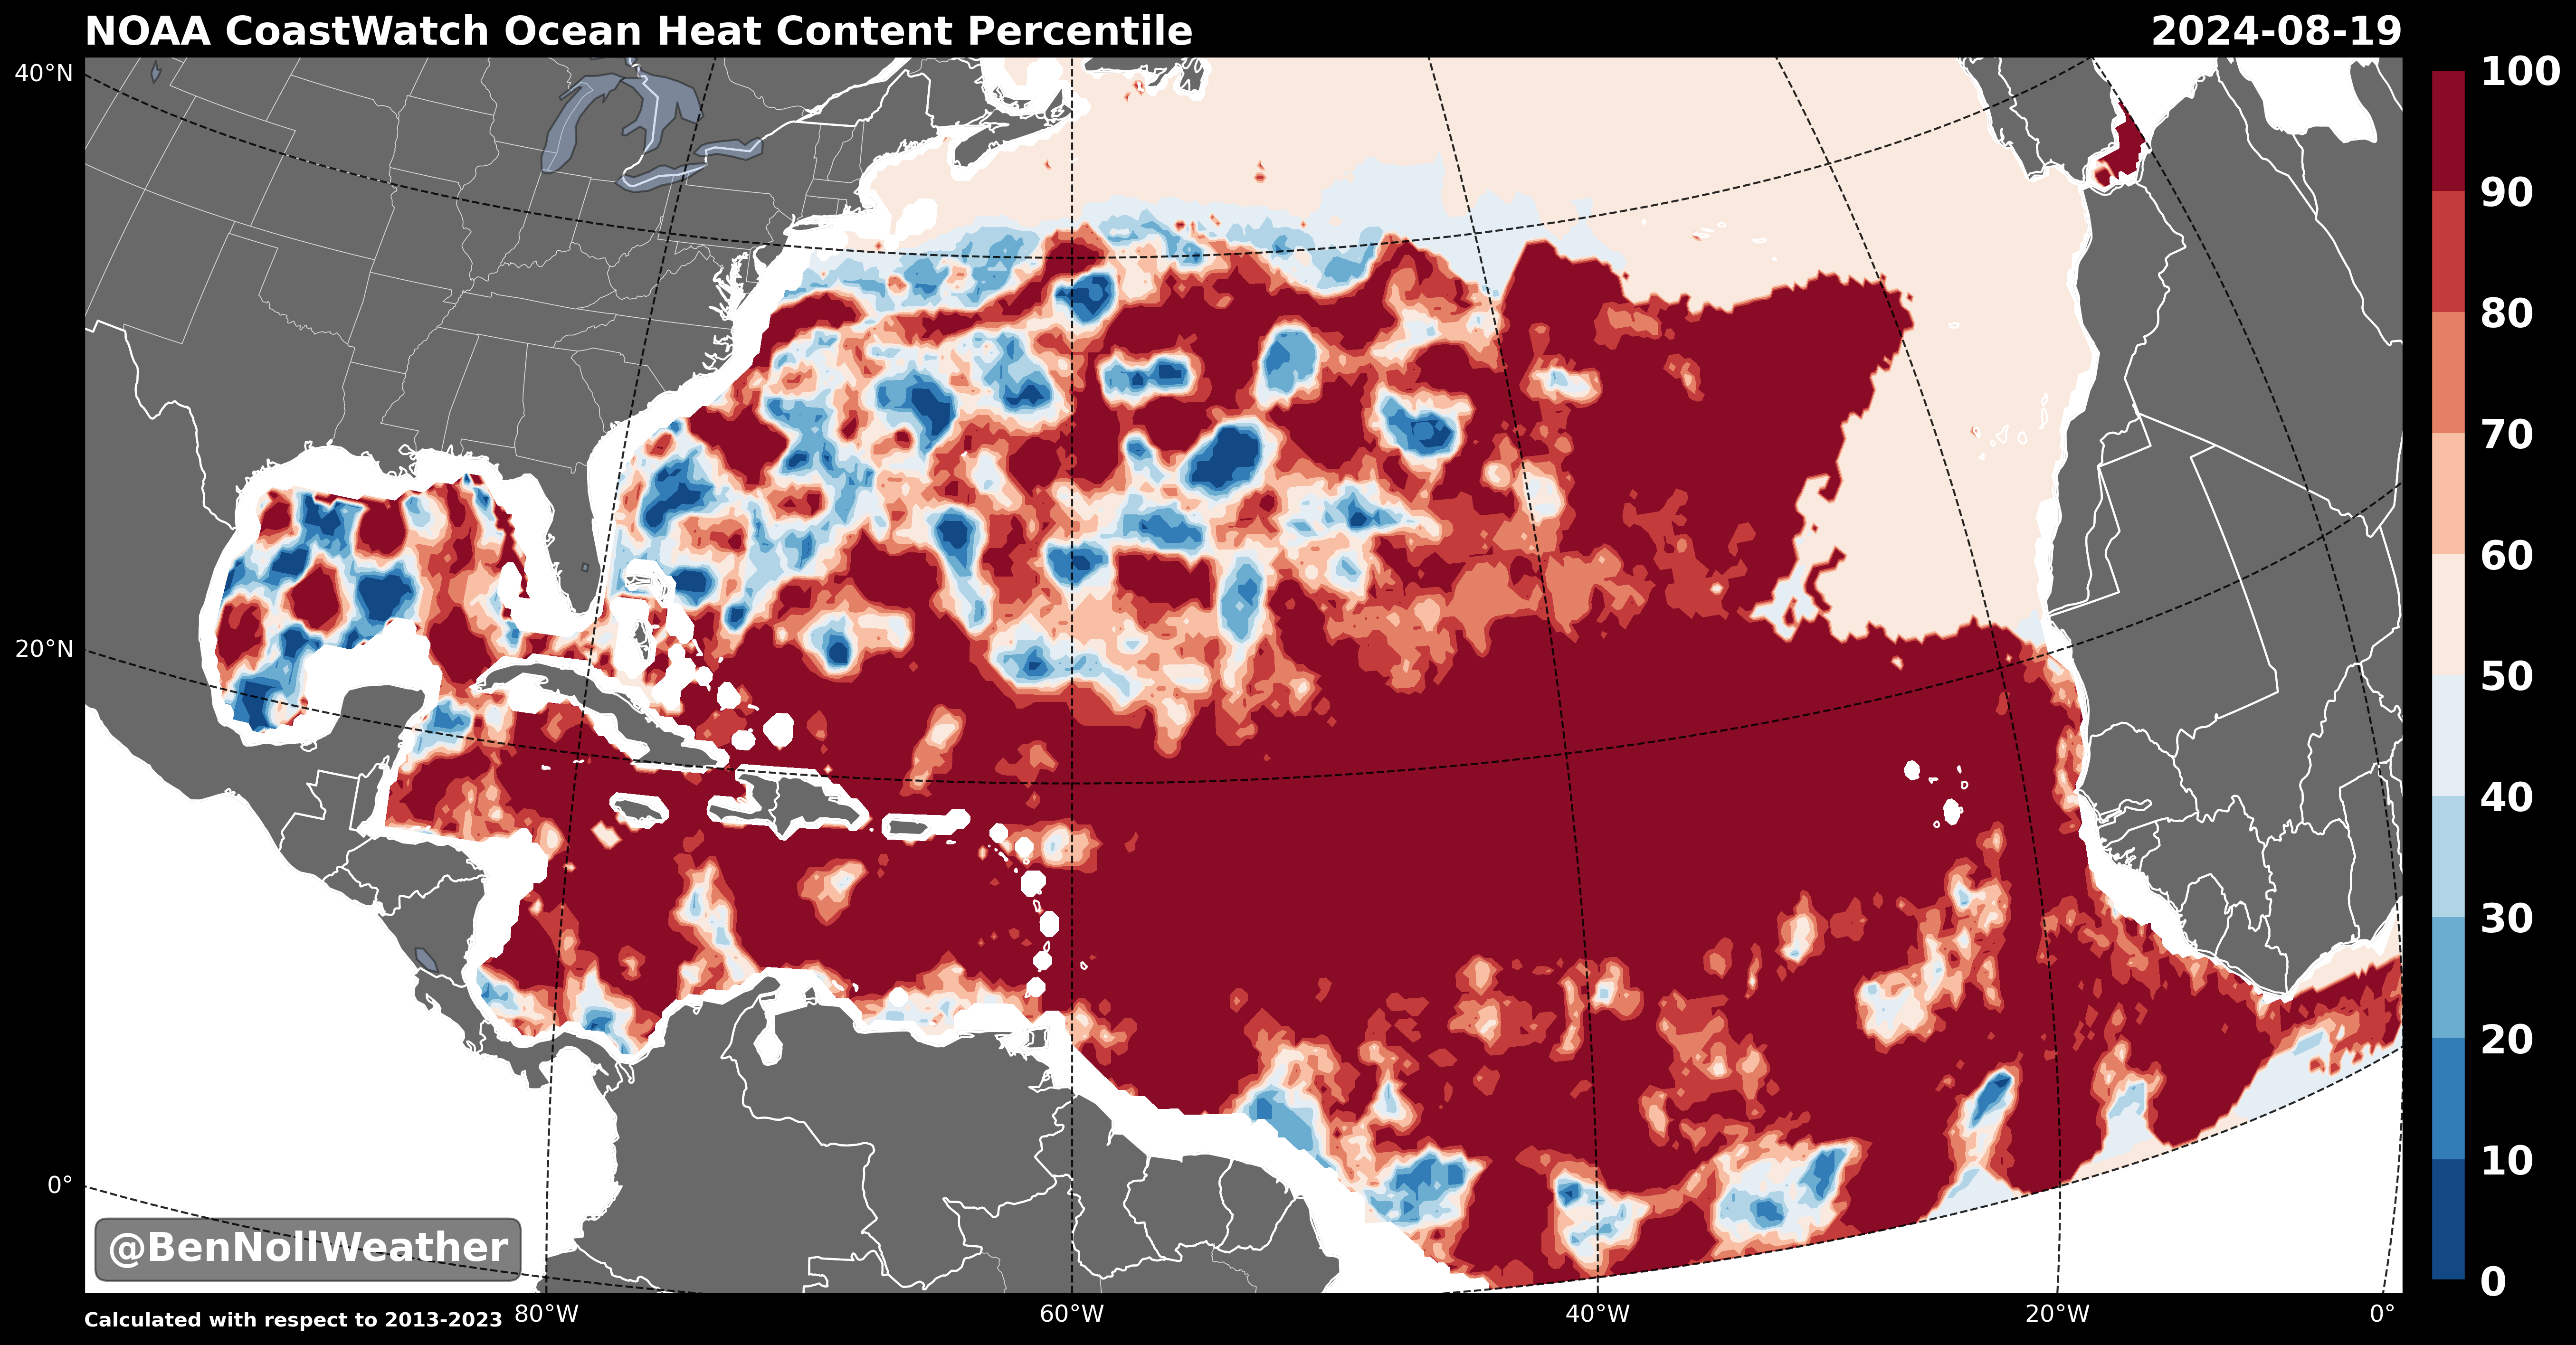 NOAA CoastWatch Ocean Heat Content Percentile
2024-08-19
40°N
20°N
0°
100
90
80
70
60
50
40
30
20
10
0
@BenNollWeather
Calculated with respect to 2013-2023
80°W
60°W
40°W
20°W
0°